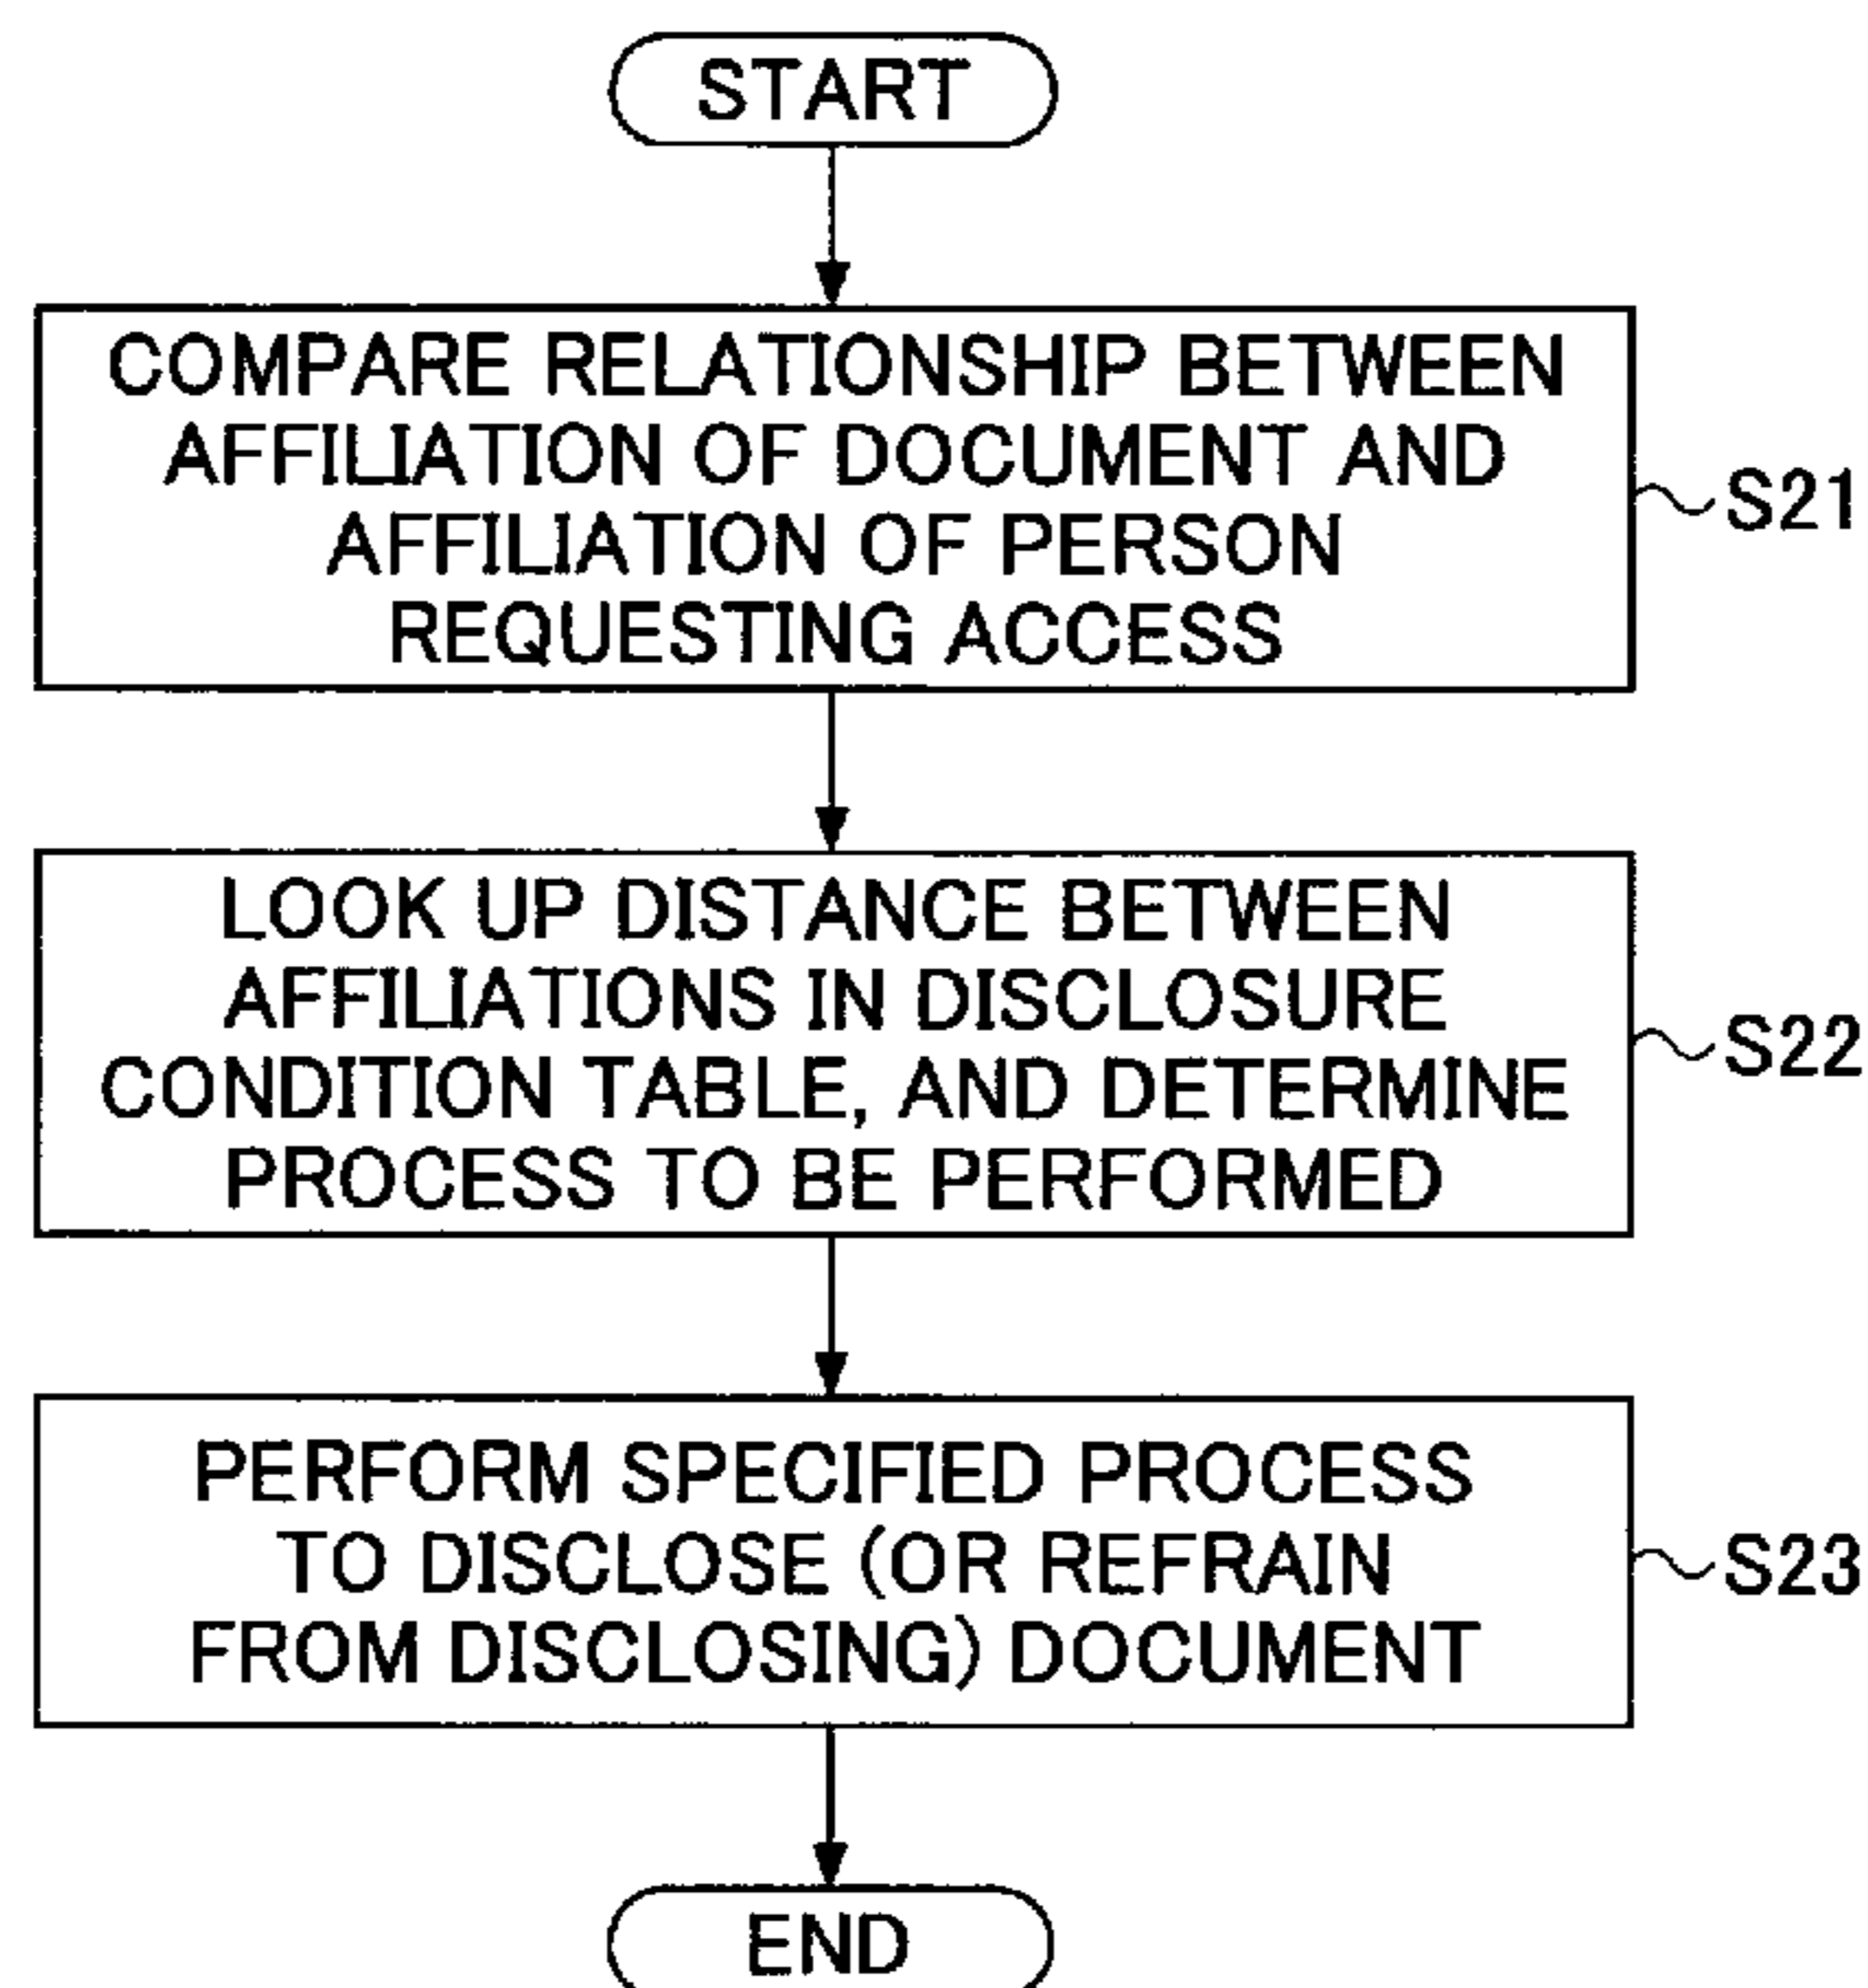 START
COMPARE RELATIONSHIP BETWEEN
AFFILIATION OF DOCUMENT AND
AFFILIATION OF PERSON
REQUESTING ACCESS
S21
LOOK UP DISTANCE BETWEEN
AFFILIATIONS IN DISCLOSURE
CONDITION TABLE, AND DETERMINE
PROCESS TO BE PERFORMED
S22
PERFORM SPECIFIED PROCESS
TO DISCLOSE (OR REFRAIN
FROM DISCLOSING) DOCUMENT
S23
END